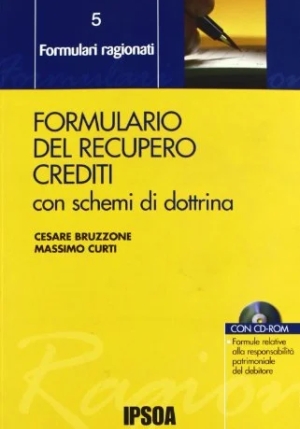 5
Formulari ragionati
FORMULARIO
DEL RECUPERO
CREDITI
con schemi di dottrina
CESARE BRUZZONE
MASSIMO CURTI
CON CD-ROM
Formule relative
alla responsabilità
patrimoniale
del debitore
IPSOA